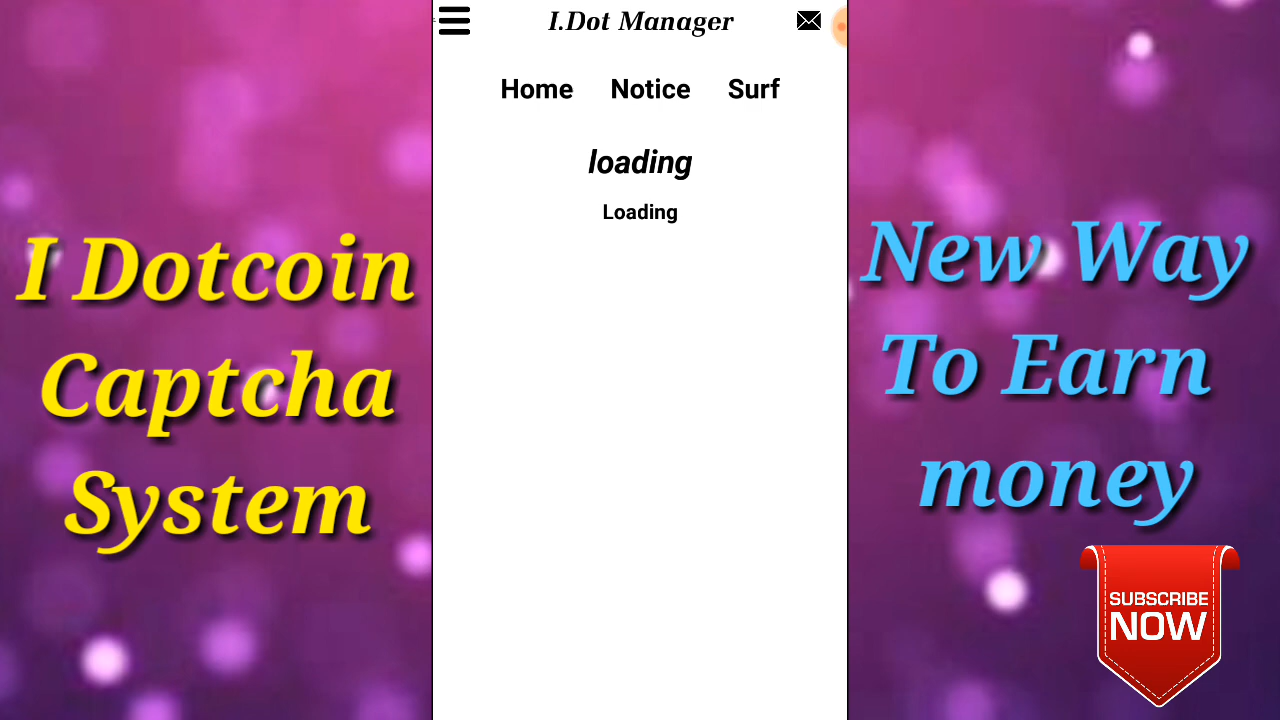 I.Dot Manager
Home Notice Surf
loading
Loading
I Dotcoin
Captcha
System
New Way
To Earn
money
SUBSCRIBE
NOW